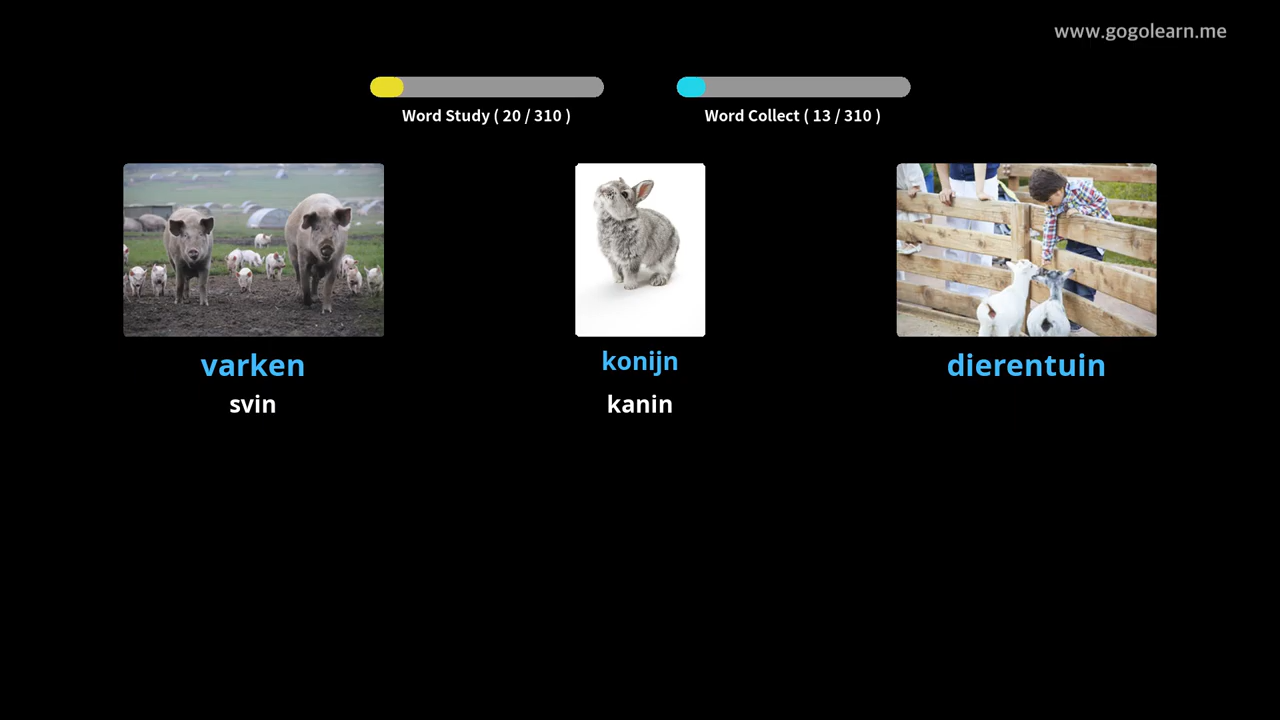 www.gogolearn.me
Word Study ( 20 / 310 )
Word Collect ( 13 / 310 )
varken
konijn
dierentuin
svin
kanin